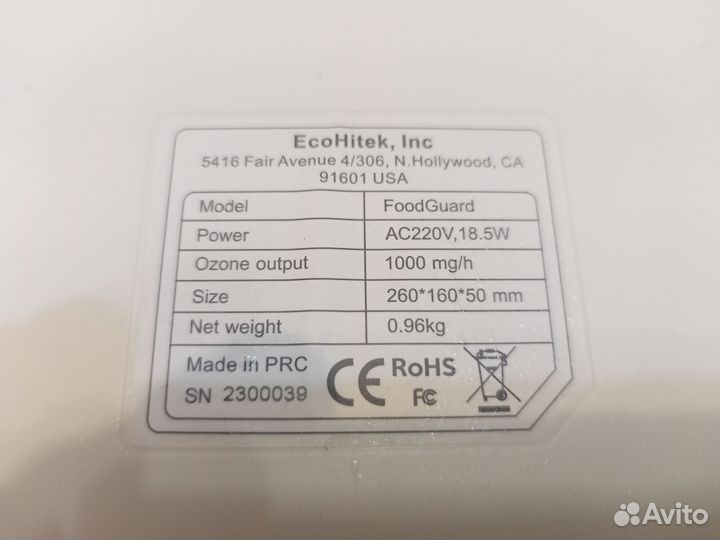 EcoHitek, Inc
5416 Fair Avenue 4/306, N.Hollywood, CA
91601 USA
Model FoodGuard
Power AC220V,18.5W
Ozone output 1000 mg/h
Size 260*160*50 mm
Net weight 0.96kg
Made in PRC CE RoHS
SN 2300039 FC
Avito